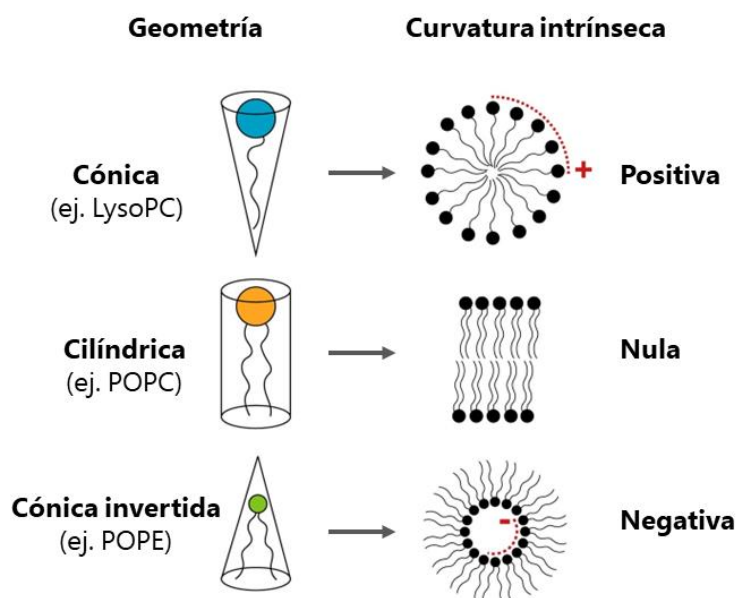 Geometría
Curvatura intrínseca
Cónica
(ej. LysoPC)
+
Positiva
Cilíndrica
(ej. POPC)
Nula
Cónica invertida
(ej. POPE)
-
Negativa